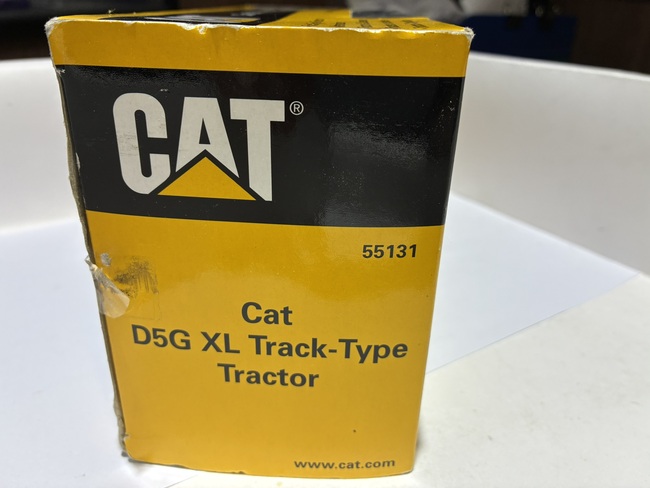 CAT®
55131
Cat
D5G XL Track-Type
Tractor
www.cat.com